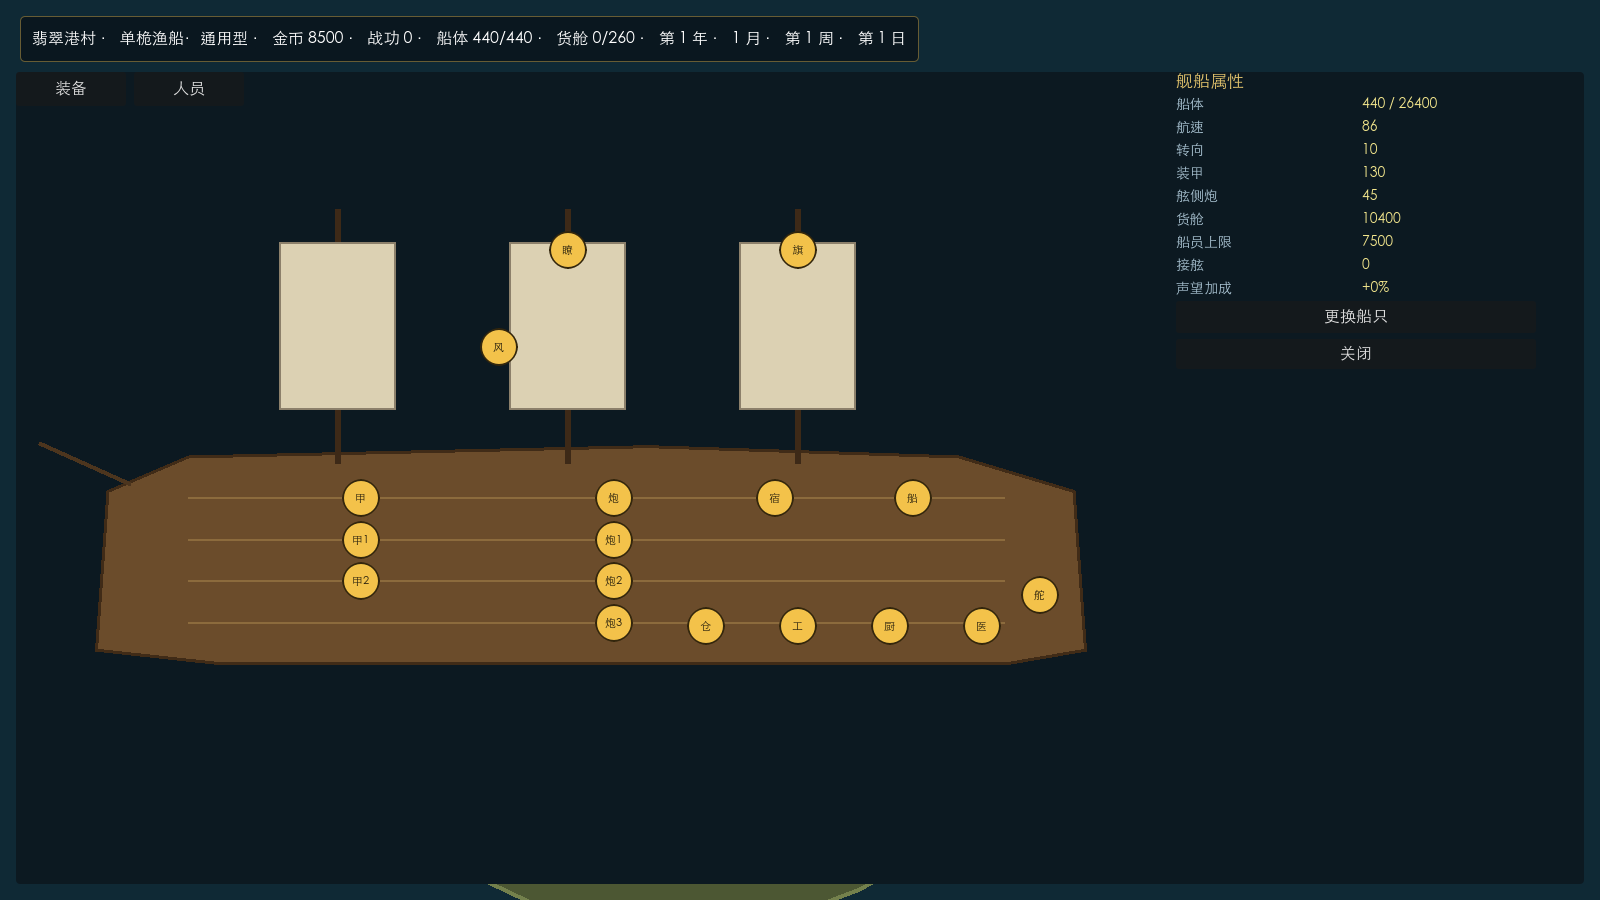 翡翠港村 · 单桅渔船 · 通用型 · 金币 8500 · 战功 0 · 船体 440/440 · 货舱 0/260 · 第 1 年 · 1 月 · 第 1 周 · 第 1 日
装备 人员
舰船属性
船体 440 / 26400
航速 86
转向 10
装甲 130
舷侧炮 45
货舱 10400
船员上限 7500
接舷 0
声望加成 +0%
更换船只
关闭
瞭 旗
风
甲 炮 宿 船
甲1 炮1
甲2 炮2
舵
炮3 仓 工 厨 医